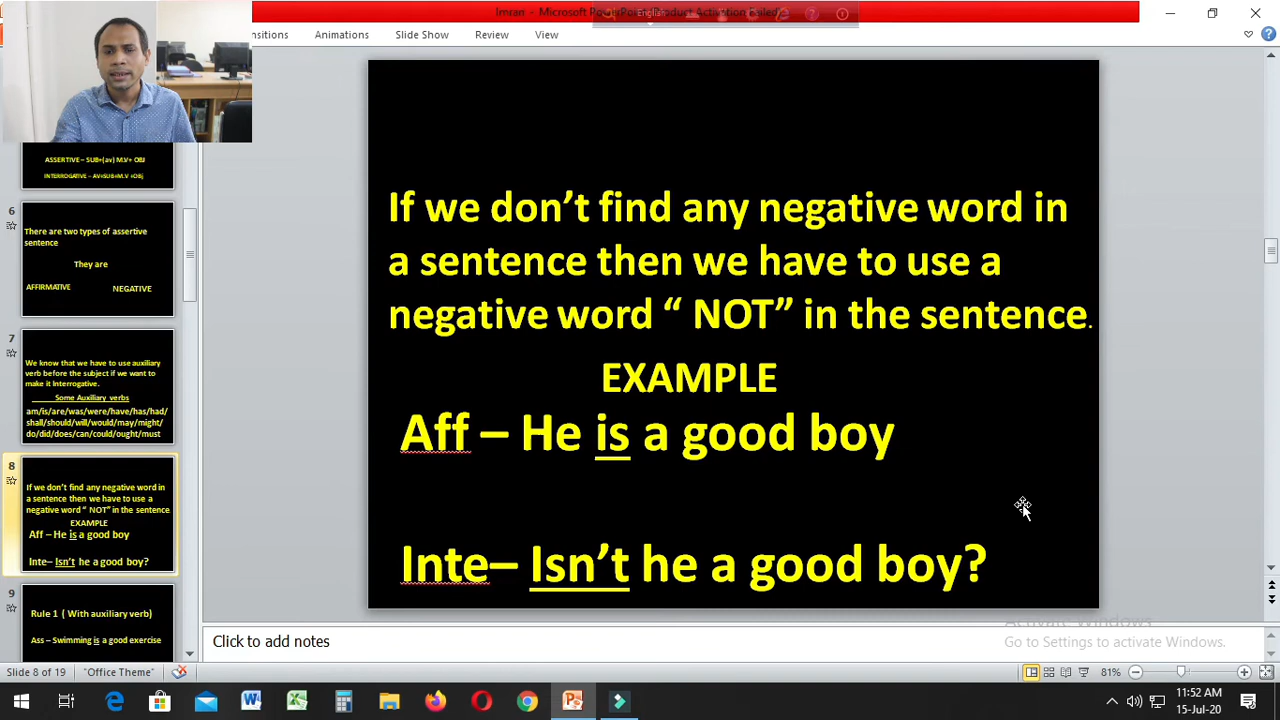 Imran - Microsoft PowerPoint (Product Activation Failed)
English
sitions Animations Slide Show Review View
ASSERTIVE – SUB+(av) M.V+ OBJ
INTERROGATIVE – AV+SUB+M.V +OBj
6
There are two types of assertive
sentence
They are
AFFIRMATIVE NEGATIVE
7
We know that we have to use auxiliary
verb before the subject if we want to
make it Interrogative.
Some Auxiliary verbs
am/is/are/was/were/have/has/had/
shall/should/will/would/may/might/
do/did/does/can/could/ought/must
8
If we don't find any negative word in
a sentence then we have to use a
negative word “ NOT” in the sentence
EXAMPLE
Aff – He is a good boy
Inte– Isn't he a good boy?
9
Rule 1 ( With auxiliary verb)
Ass – Swimming is a good exercise
If we don’t find any negative word in
a sentence then we have to use a
negative word “ NOT” in the sentence.
EXAMPLE
Aff – He is a good boy
Inte– Isn’t he a good boy?
Click to add notes
Activate Windows
Go to Settings to activate Windows.
Slide 8 of 19 "Office Theme" 81%
11:52 AM
15-Jul-20